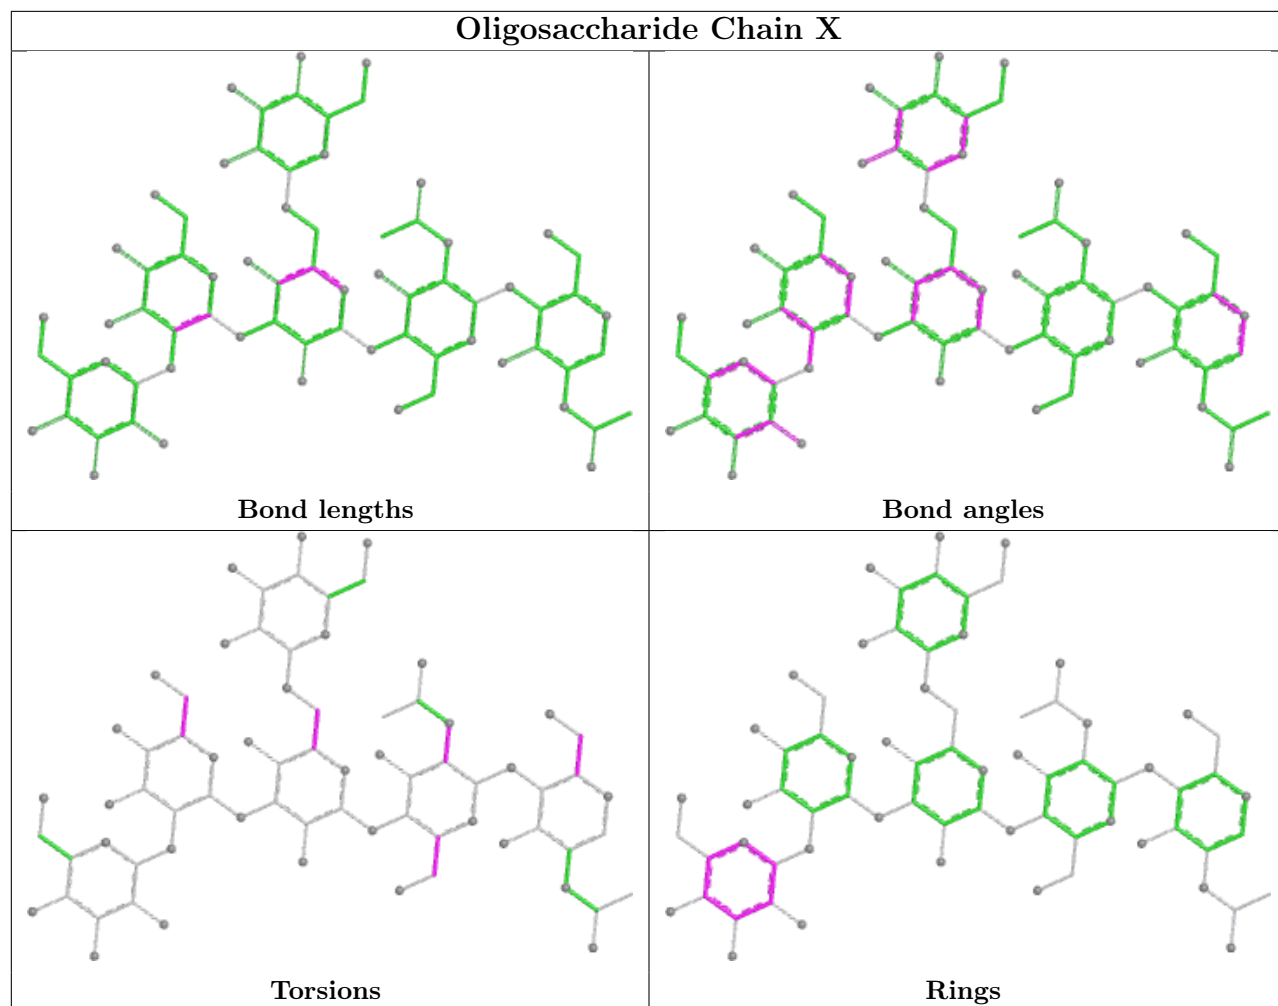 Oligosaccharide Chain X
Bond lengths
Bond angles
Torsions
Rings